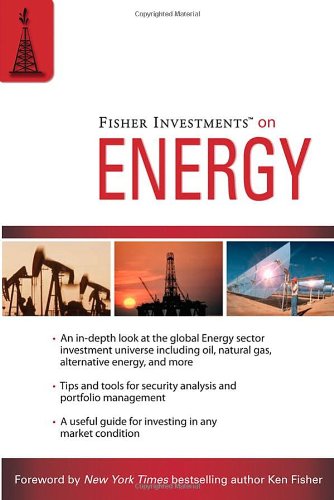 Copyrighted Material
FISHER INVESTMENTS™ on
ENERGY
• An in-depth look at the global Energy sector
investment universe including oil, natural gas,
alternative energy, and more
• Tips and tools for security analysis and
portfolio management
• A useful guide for investing in any
market condition
Foreword by New York Times bestselling author Ken Fisher
Copyrighted Material